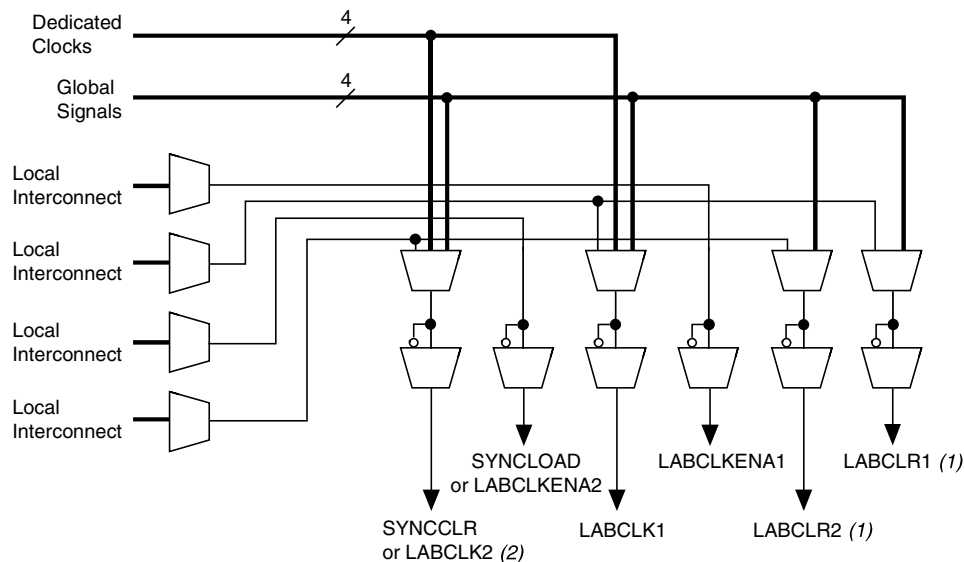 Dedicated
Clocks
4
Global
Signals
4
Local
Interconnect
Local
Interconnect
Local
Interconnect
Local
Interconnect
SYNCLOAD
or LABCLKENA2
LABCLKENA1
LABCLR1 (1)
SYNCCLR
or LABCLK2 (2)
LABCLK1
LABCLR2 (1)